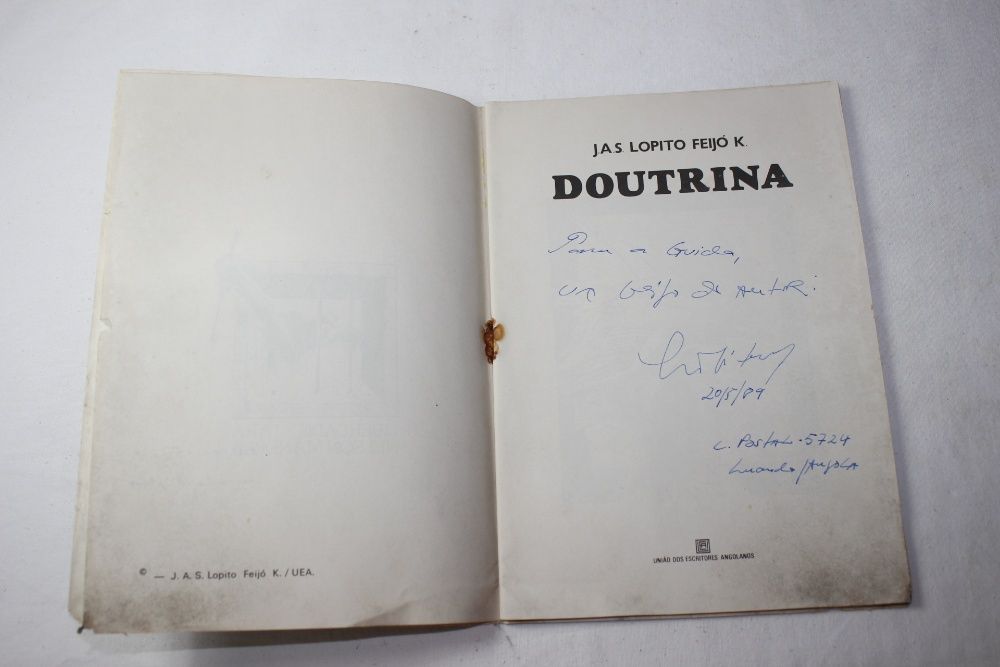 © — J. A. S. Lopito Feijó K. / UEA.
J.A.S. LOPITO FEIJÓ K.
DOUTRINA
Para a Guida,
um beijo do AUTOR:
Lopito
20/5/89
C. POSTAL - 5724
Luanda / ANGOLA
UNIÃO DOS ESCRITORES ANGOLANOS